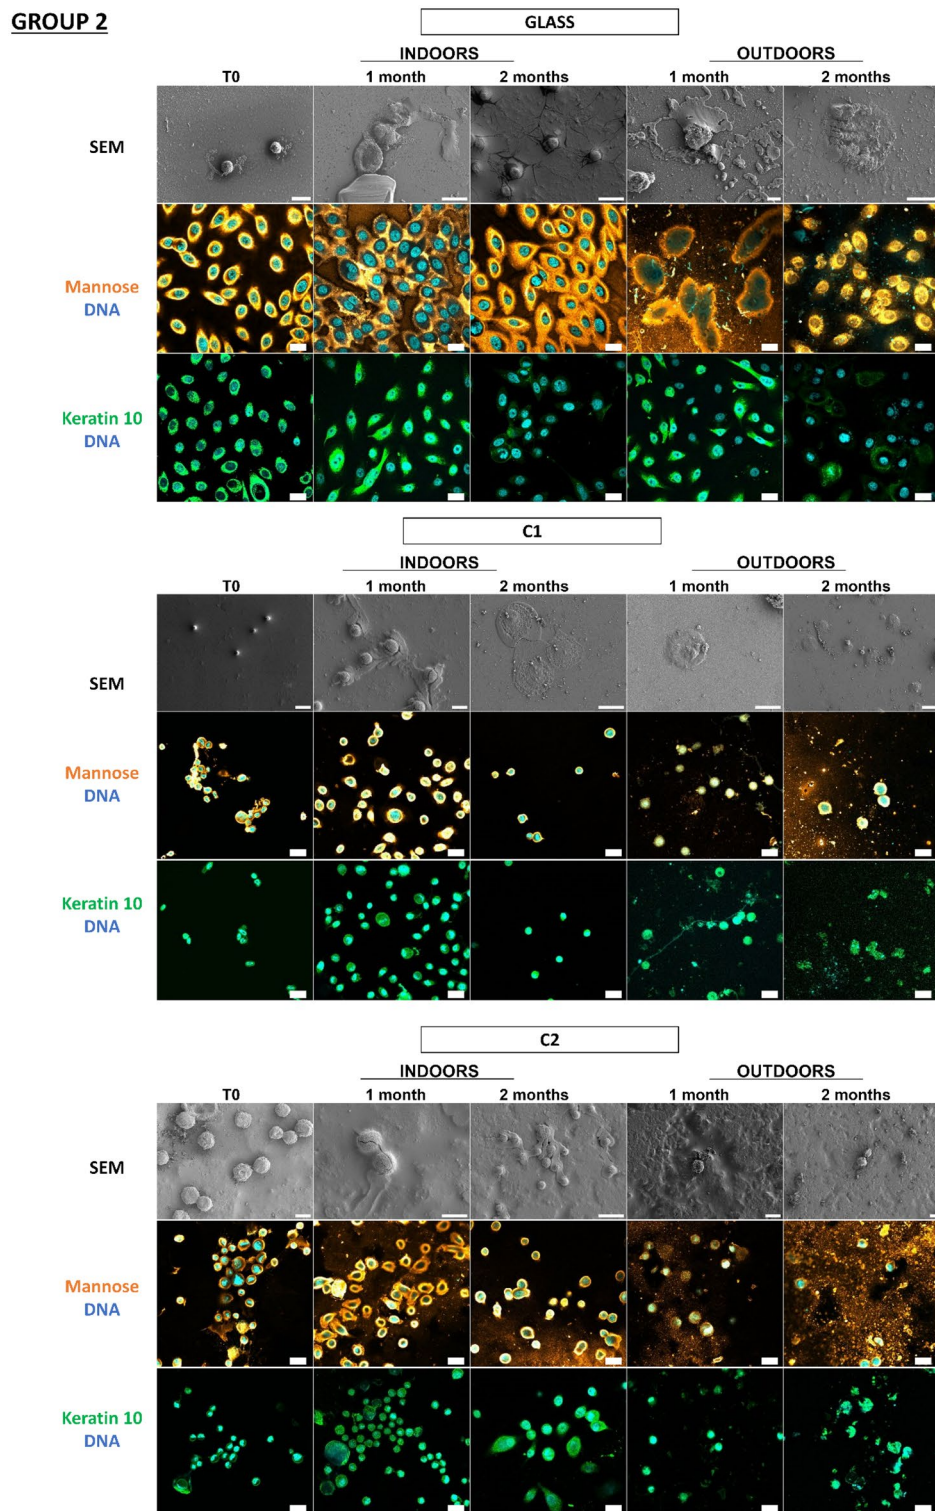 GROUP 2
GLASS
INDOORS OUTDOORS
T0 1 month 2 months 1 month 2 months
SEM
Mannose
DNA
Keratin 10
DNA
C1
INDOORS OUTDOORS
T0 1 month 2 months 1 month 2 months
SEM
Mannose
DNA
Keratin 10
DNA
C2
INDOORS OUTDOORS
T0 1 month 2 months 1 month 2 months
SEM
Mannose
DNA
Keratin 10
DNA